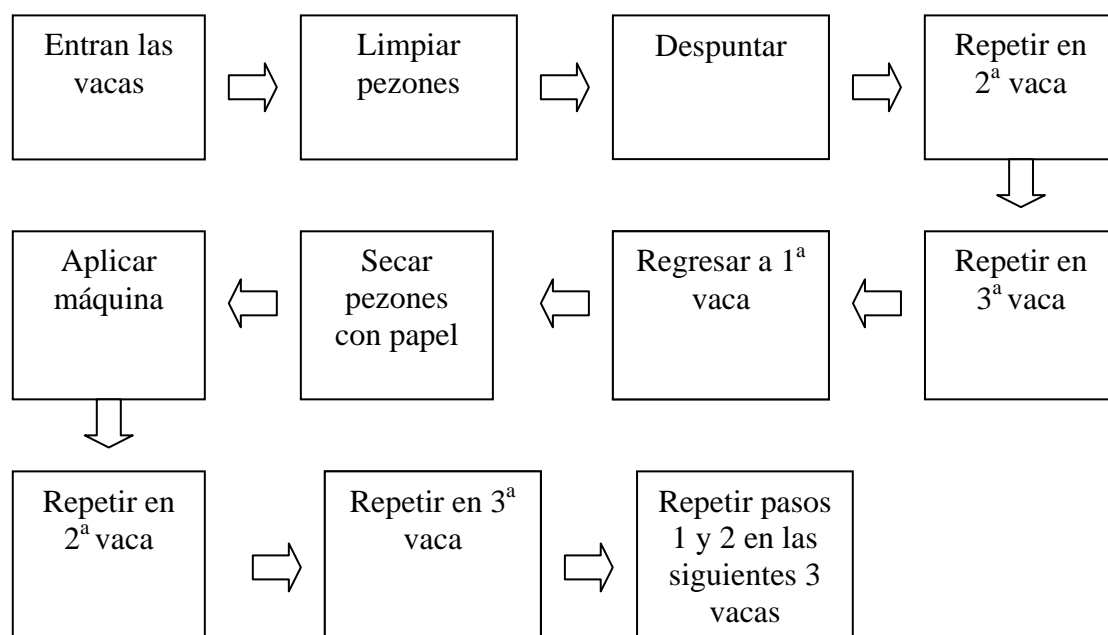 Entran las
vacas
Limpiar
pezones
Despuntar
Repetir en
2ª vaca
Repetir en
3ª vaca
Regresar a 1ª
vaca
Secar
pezones
con papel
Aplicar
máquina
Repetir en
2ª vaca
Repetir en 3ª
vaca
Repetir pasos
1 y 2 en las
siguientes 3
vacas